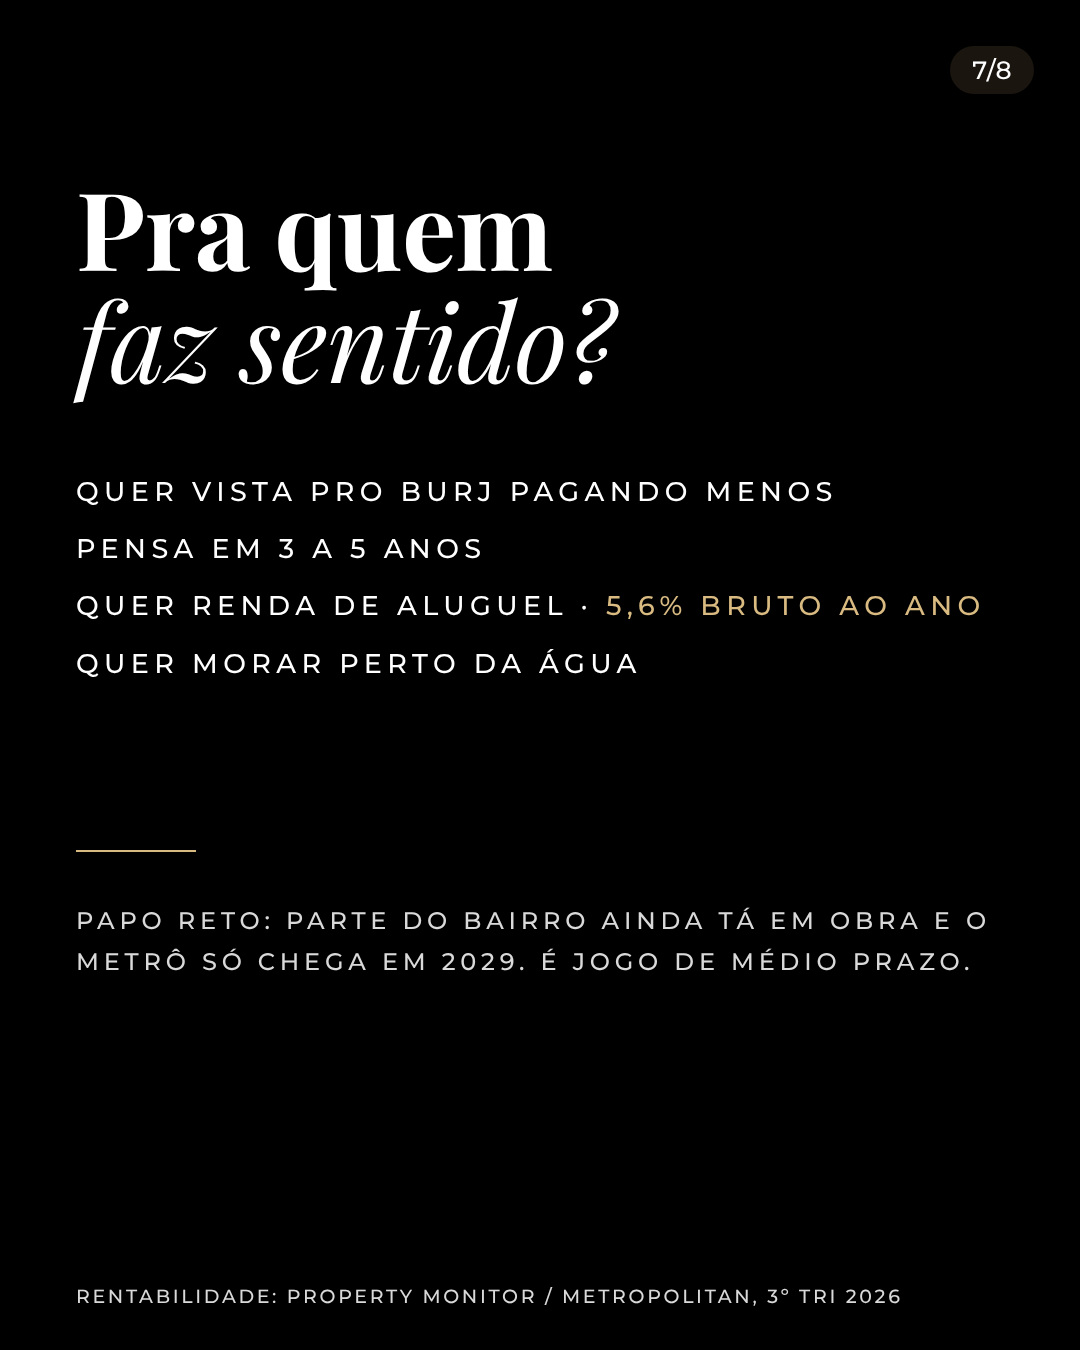 7/8
Pra quem
faz sentido?
QUER VISTA PRO BURJ PAGANDO MENOS
PENSA EM 3 A 5 ANOS
QUER RENDA DE ALUGUEL · 5,6% BRUTO AO ANO
QUER MORAR PERTO DA ÁGUA
PAPO RETO: PARTE DO BAIRRO AINDA TÁ EM OBRA E O
METRÔ SÓ CHEGA EM 2029. É JOGO DE MÉDIO PRAZO.
RENTABILIDADE: PROPERTY MONITOR / METROPOLITAN, 3º TRI 2026